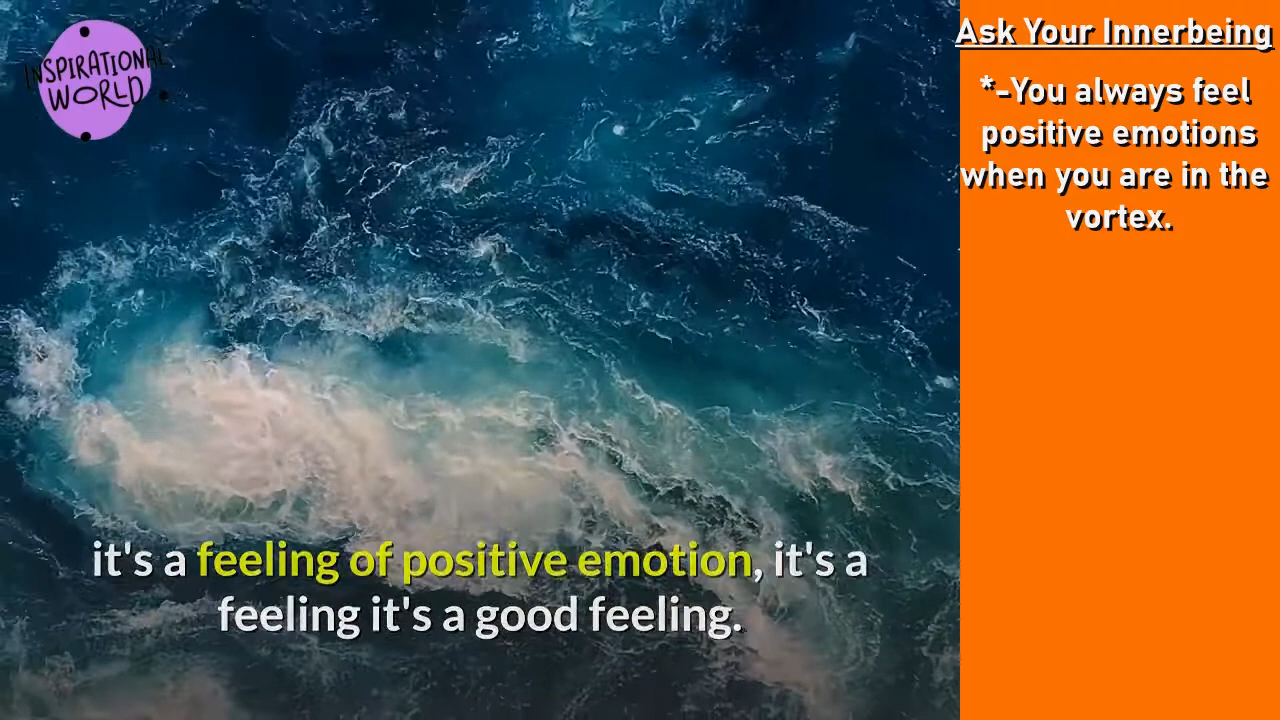 INSPIRATIONAL
WORLD
Ask Your Innerbeing
*-You always feel
positive emotions
when you are in the
vortex.
it's a feeling of positive emotion, it's a
feeling it's a good feeling.